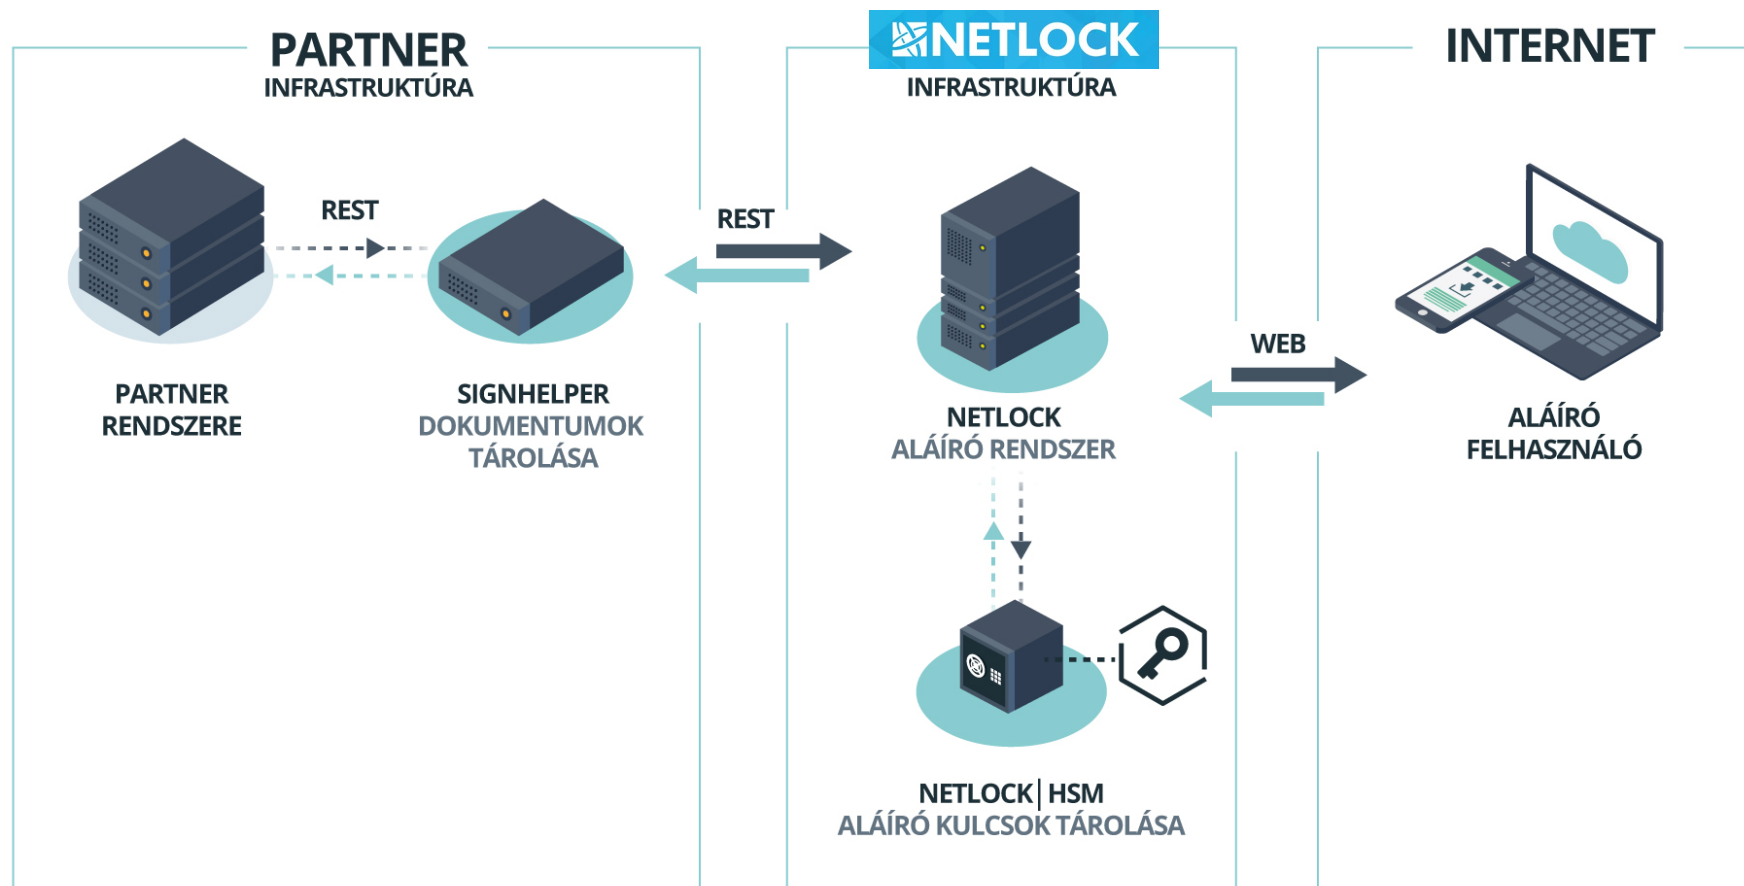 PARTNER
INFRASTRUKTÚRA
NETLOCK
INFRASTRUKTÚRA
INTERNET
REST
REST
WEB
PARTNER
RENDSZERE
SIGNHELPER
DOKUMENTUMOK
TÁROLÁSA
NETLOCK
ALÁÍRÓ RENDSZER
ALÁÍRÓ
FELHASZNÁLÓ
NETLOCK|HSM
ALÁÍRÓ KULCSOK TÁROLÁSA